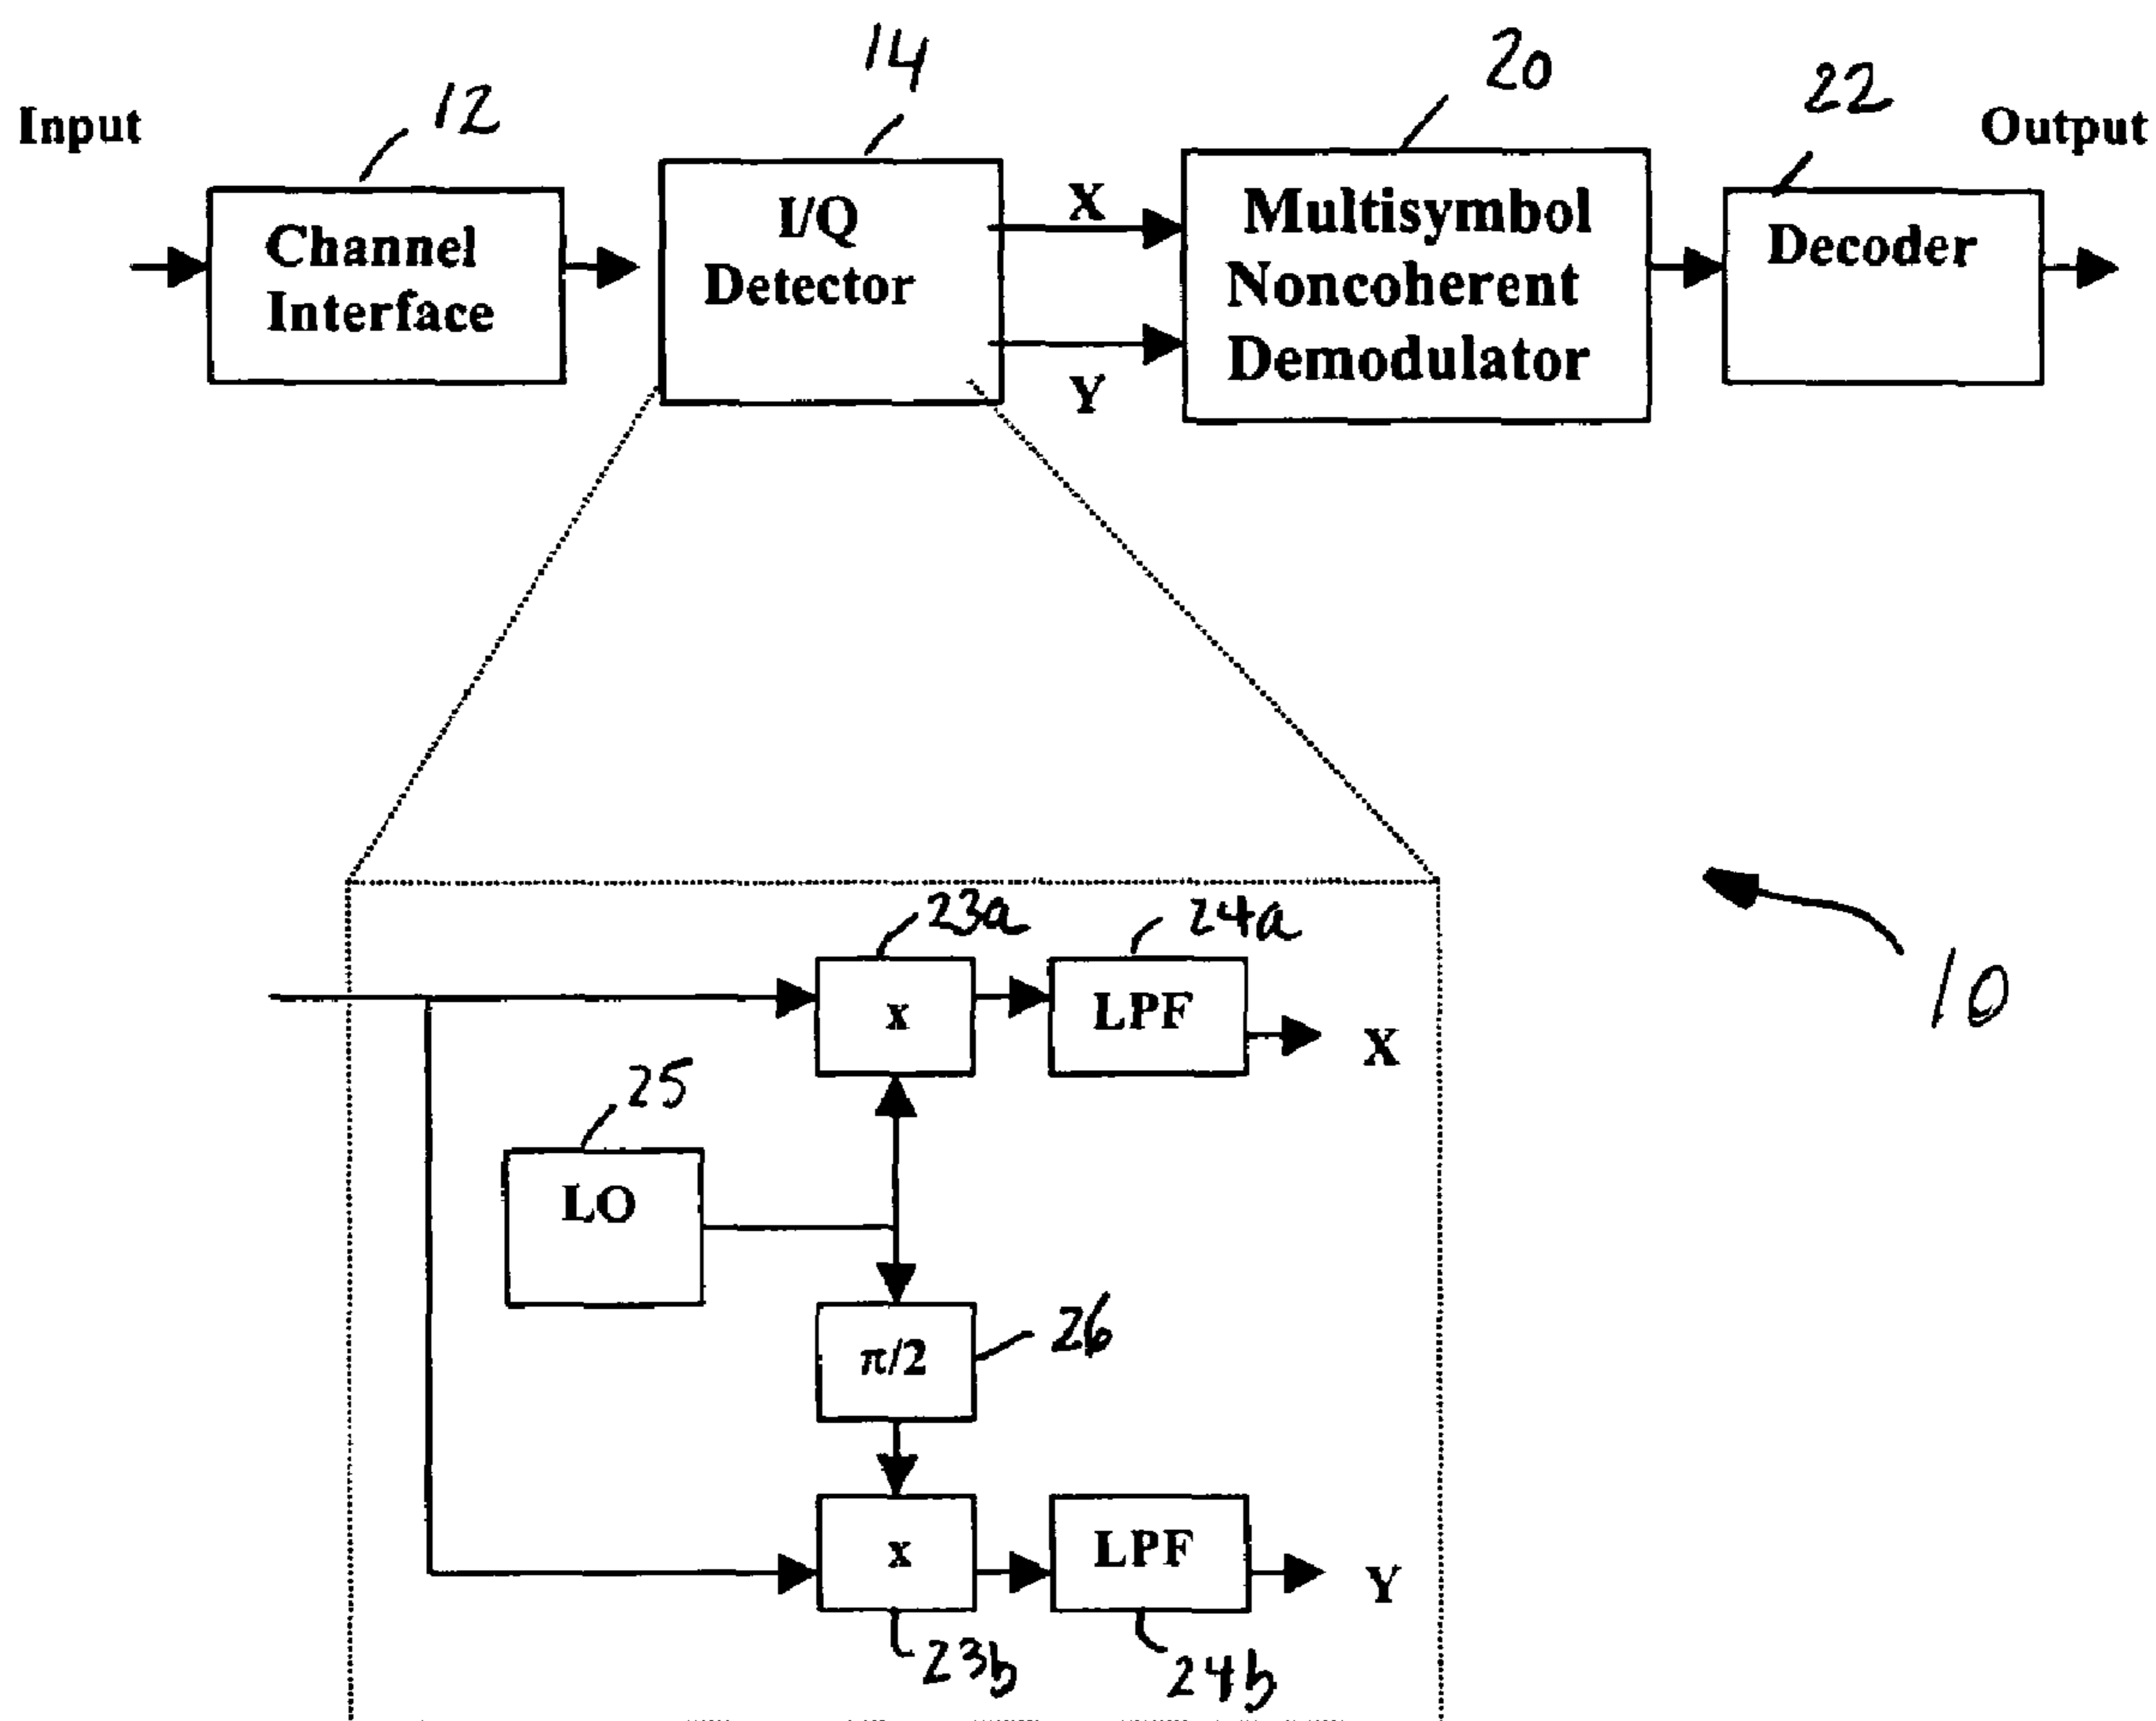 14
20
12
22
Input
Output
Channel
Interface
I/Q
Detector
X
Y
Multisymbol
Noncoherent
Demodulator
Decoder
23a
24a
x
LPF
X
10
25
LO
π/2
26
x
LPF
Y
23b
24b